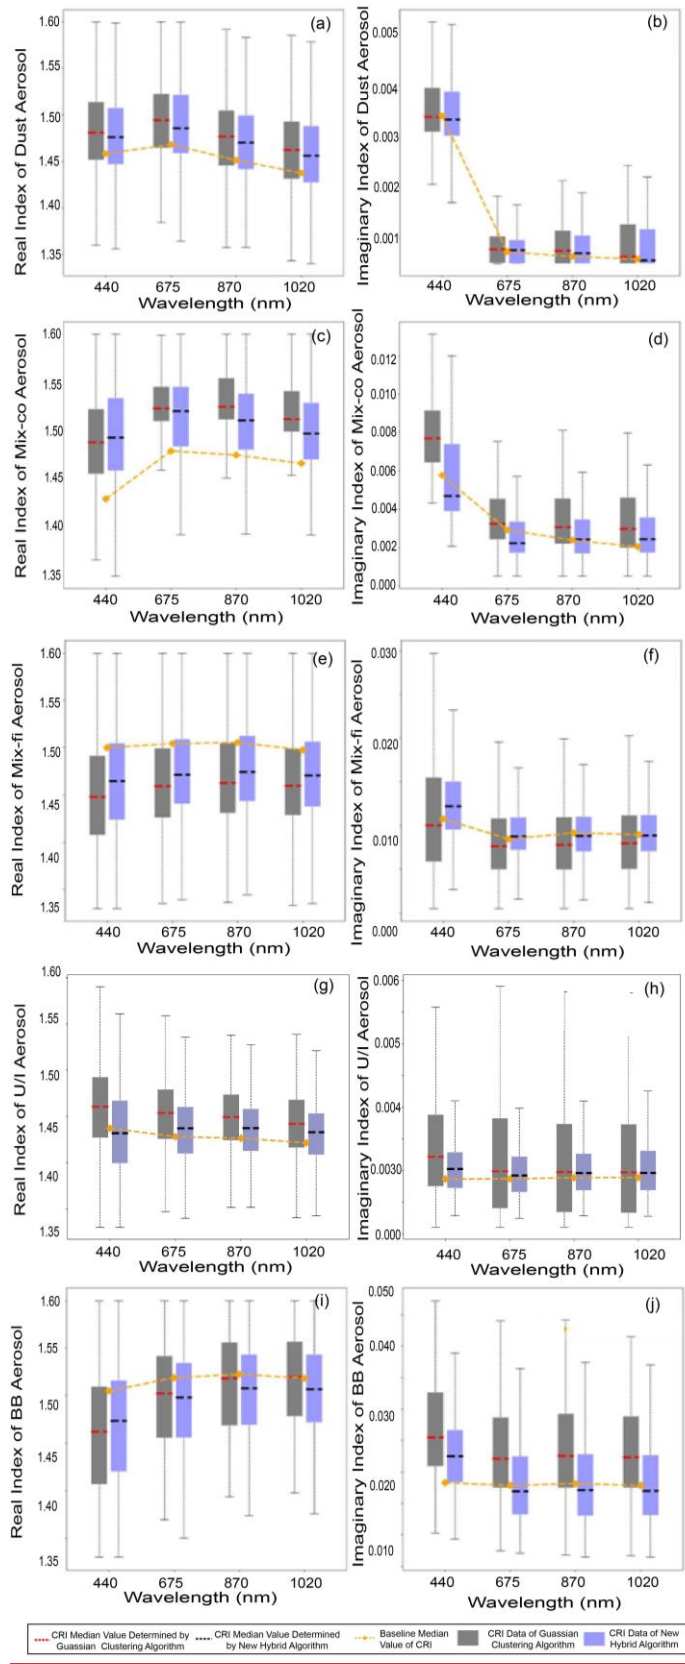 (a)
Real Index of Dust Aerosol
1.60
1.50
1.45
1.35
440 675 870 1020
Wavelength (nm)
(b)
Imaginary Index of Dust Aerosol
0.005
0.003
0.002
0.001
440 675 870 1020
Wavelength (nm)
(c)
Real Index of Mix-co Aerosol
1.60
1.55
1.50
1.45
1.40
1.35
440 675 870 1020
Wavelength (nm)
(d)
Imaginary Index of Mix-co Aerosol
0.012
0.010
0.008
0.006
0.004
0.002
0.000
440 675 870 1020
Wavelength (nm)
(e)
Real Index of Mix-fi Aerosol
1.60
1.50
1.45
1.40
1.35
440 675 870 1020
Wavelength (nm)
(f)
Imaginary Index of Mix-fi Aerosol
0.030
0.020
0.010
0.000
440 675 870 1020
Wavelength (nm)
(g)
Real Index of U/I Aerosol
1.60
1.55
1.50
1.45
1.40
1.35
440 675 870 1020
Wavelength (nm)
(h)
Imaginary Index of U/I Aerosol
0.006
0.005
0.004
0.0030
0.000
440 675 870 1020
Wavelength (nm)
(i)
Real Index of BB Aerosol
1.60
1.55
1.50
1.45
1.40
1.35
440 675 870 1020
Wavelength (nm)
(j)
Imaginary Index of BB Aerosol
0.050
0.040
0.030
0.020
0.010
440 675 870 1020
Wavelength (nm)
CRI Median Value Determined by
Guassian Clustering Algorithm
CRI Median Value Determined
by New Hybrid Algorithm
Baseline Median
Value of CRI
CRI Data of Guassian
Clustering Algorithm
CRI Data of New
Hybrid Algorithm